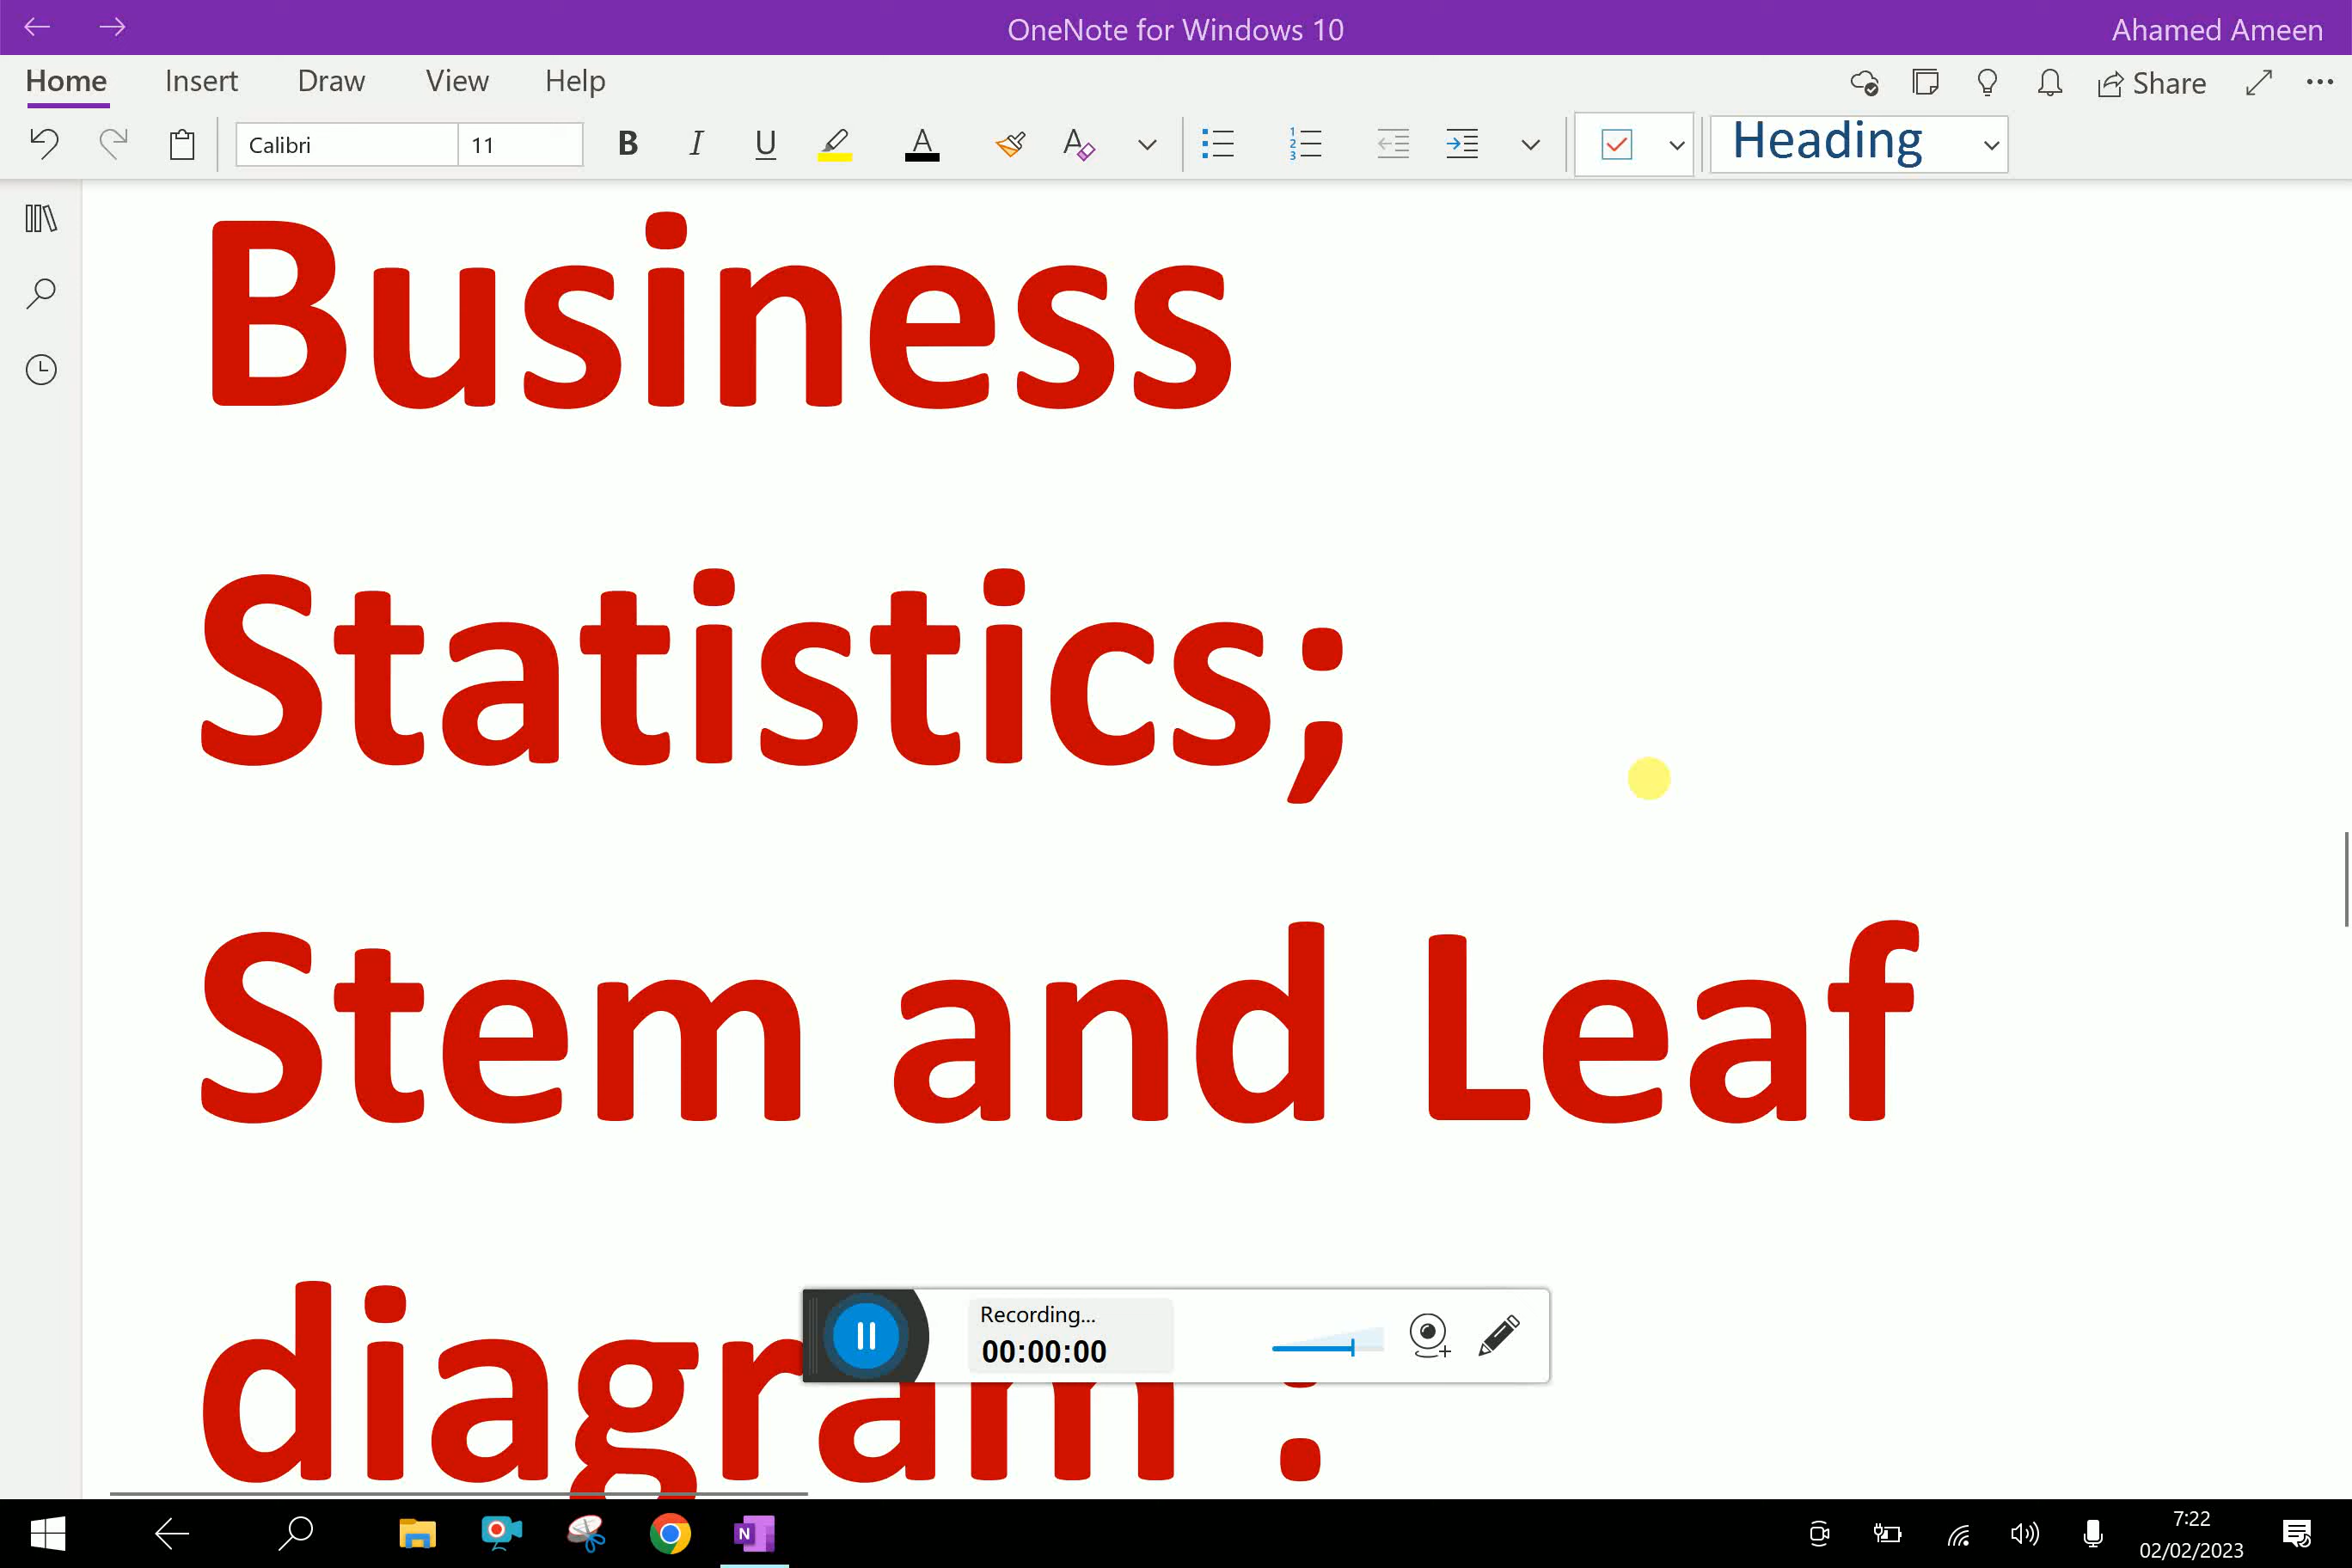 OneNote for Windows 10
Ahamed Ameen
Home Insert Draw View Help
Share
Calibri 11 B I U A A Heading
Business
Statistics;
Stem and Leaf
diagram :
Recording...
00:00:00
7:22
02/02/2023